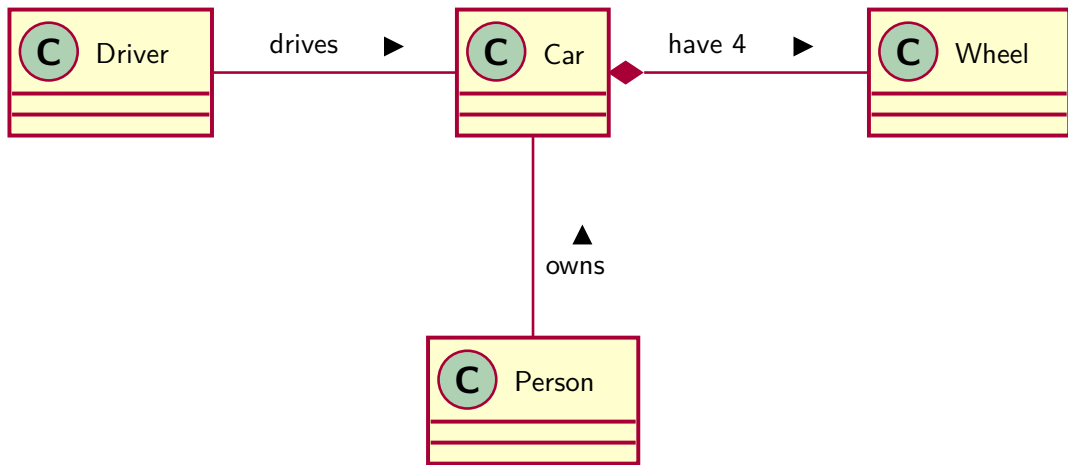 C Driver
drives ▶
C Car
have 4 ▶
C Wheel
▲
owns
C Person